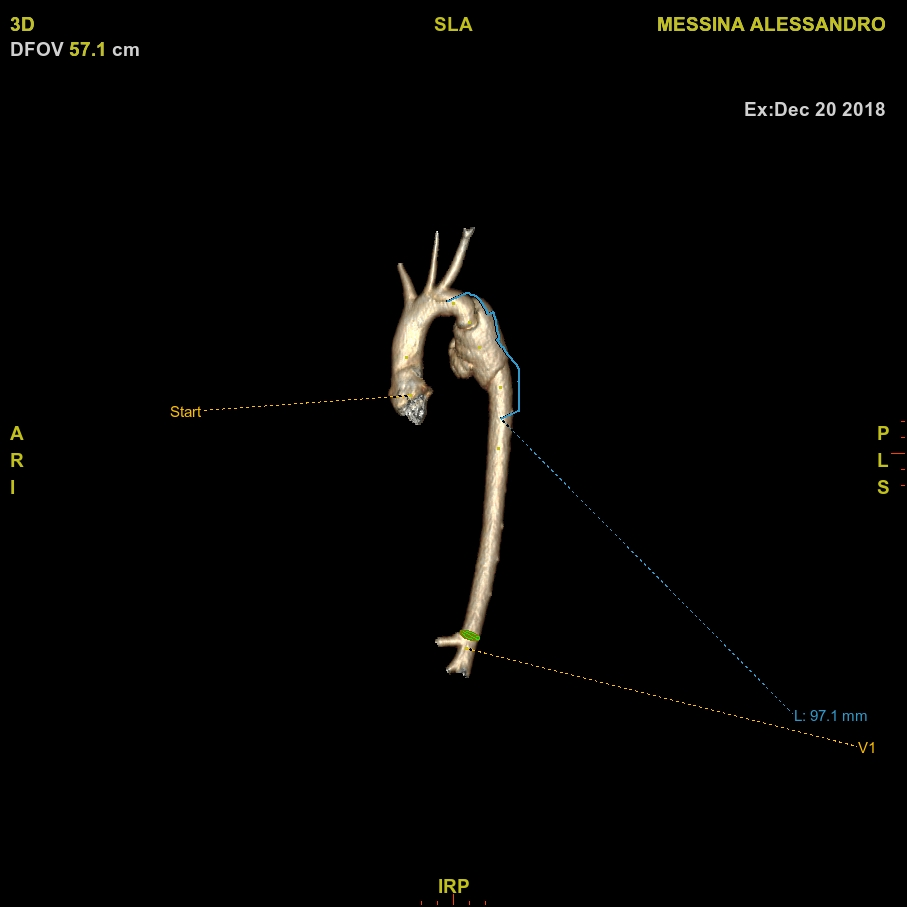 3D
SLA
MESSINA ALESSANDRO
DFOV 57.1 cm
Ex:Dec 20 2018
Start
A
R
I
P
L
S
L: 97.1 mm
V1
IRP